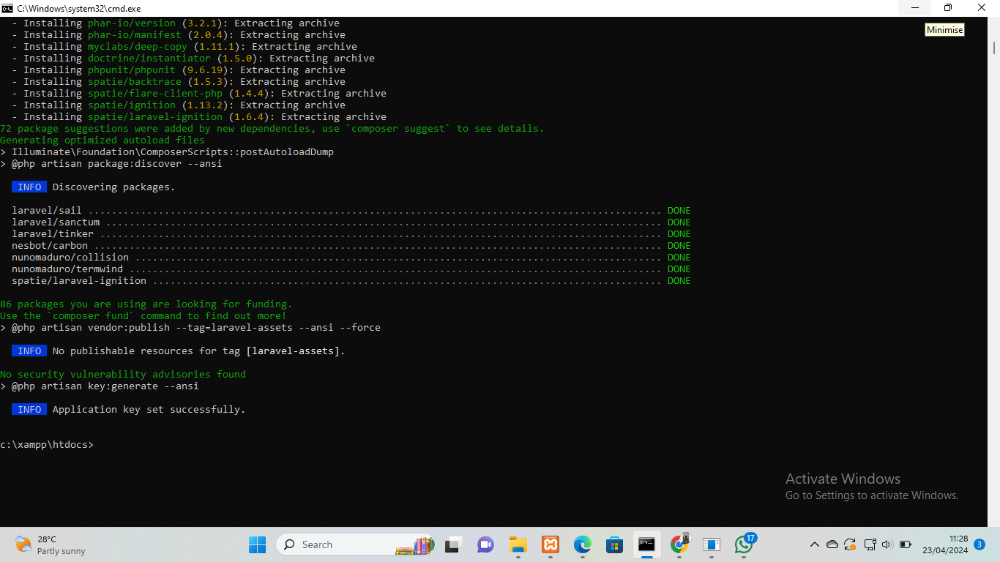 C:\Windows\system32\cmd.exe
Minimise
- Installing phar-io/version (3.2.1): Extracting archive
- Installing phar-io/manifest (2.0.4): Extracting archive
- Installing myclabs/deep-copy (1.11.1): Extracting archive
- Installing doctrine/instantiator (1.5.0): Extracting archive
- Installing phpunit/phpunit (9.6.19): Extracting archive
- Installing spatie/backtrace (1.5.3): Extracting archive
- Installing spatie/flare-client-php (1.4.4): Extracting archive
- Installing spatie/ignition (1.13.2): Extracting archive
- Installing spatie/laravel-ignition (1.6.4): Extracting archive
72 package suggestions were added by new dependencies, use `composer suggest` to see details.
Generating optimized autoload files
> Illuminate\Foundation\ComposerScripts::postAutoloadDump
> @php artisan package:discover --ansi
INFO Discovering packages.
laravel/sail .................................................................................................. DONE
laravel/sanctum ............................................................................................... DONE
laravel/tinker ................................................................................................ DONE
nesbot/carbon ................................................................................................. DONE
nunomaduro/collision .......................................................................................... DONE
nunomaduro/termwind ........................................................................................... DONE
spatie/laravel-ignition ....................................................................................... DONE
86 packages you are using are looking for funding.
Use the `composer fund` command to find out more!
> @php artisan vendor:publish --tag=laravel-assets --ansi --force
INFO No publishable resources for tag [laravel-assets].
No security vulnerability advisories found
> @php artisan key:generate --ansi
INFO Application key set successfully.
c:\xampp\htdocs>
Activate Windows
Go to Settings to activate Windows.
28°C
Partly sunny
Search
17
11:28
23/04/2024
3